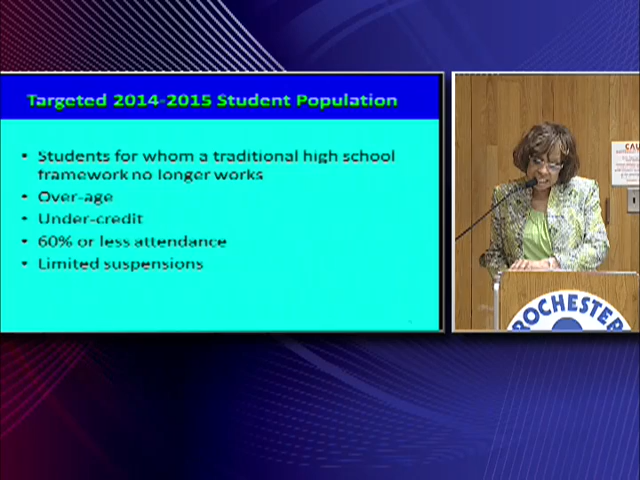 Targeted 2014-2015 Student Population
• Students for whom a traditional high school
framework no longer works
• Over-age
• Under-credit
• 60% or less attendance
• Limited suspensions
CAU
ROCHESTER